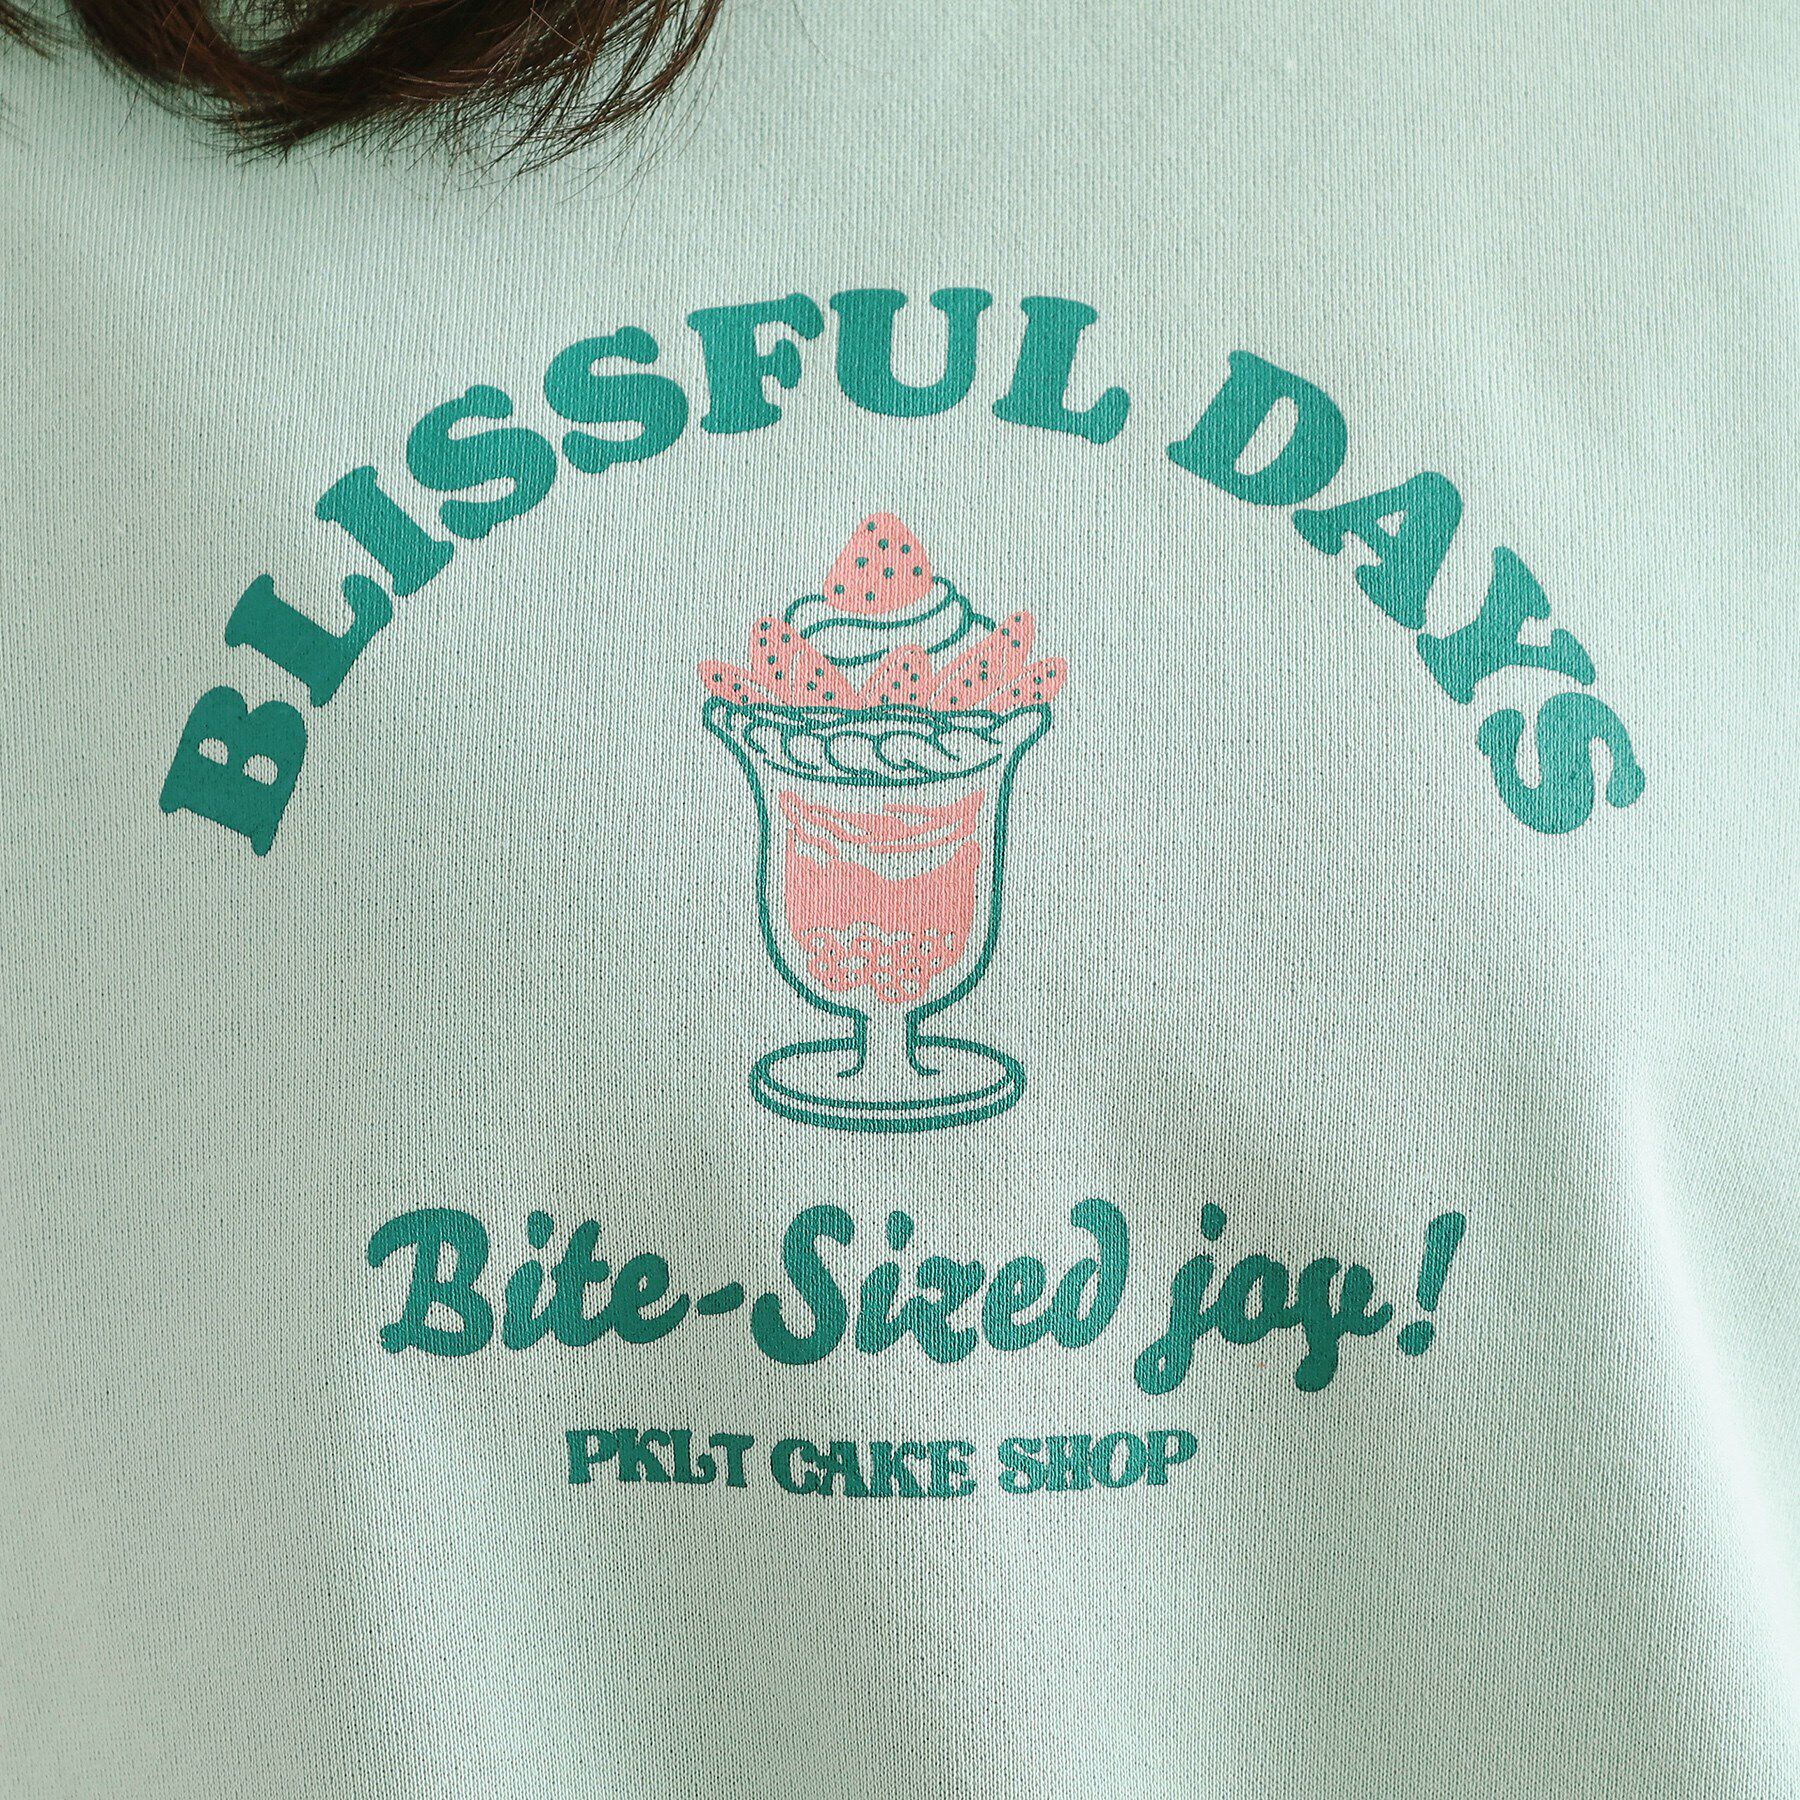 BLISSFUL DAYS
Bite-Sized joy!
PKLT CAKE SHOP